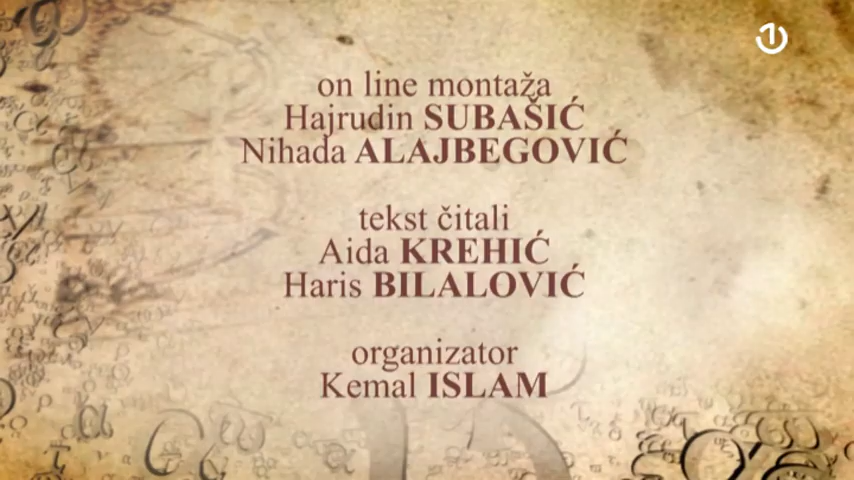 on line montaža
Hajrudin SUBAŠIĆ
Nihada ALAJBEGOVIĆ
tekst čitali
Aida KREHIĆ
Haris BILALOVIĆ
organizator
Kemal ISLAM